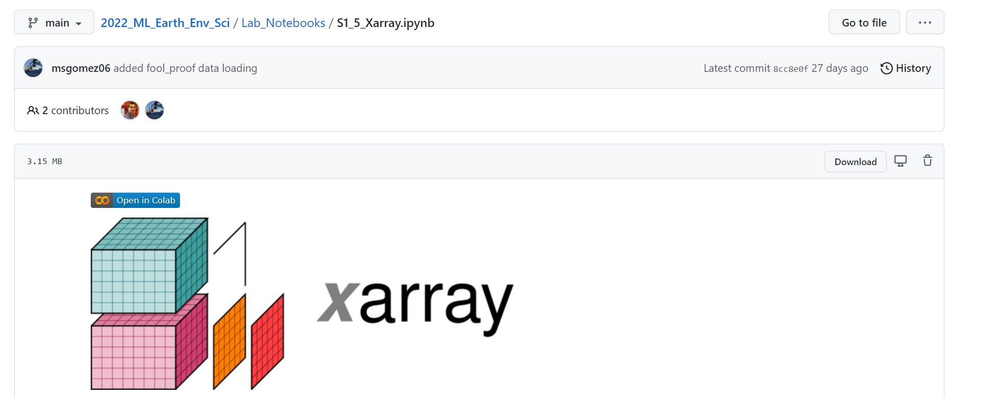 main 2022_ML_Earth_Env_Sci / Lab_Notebooks / S1_5_Xarray.ipynb Go to file ...
msgomez06 added fool_proof data loading Latest commit 8cc8e0f 27 days ago History
2 contributors
3.15 MB Download
Open in Colab
xarray